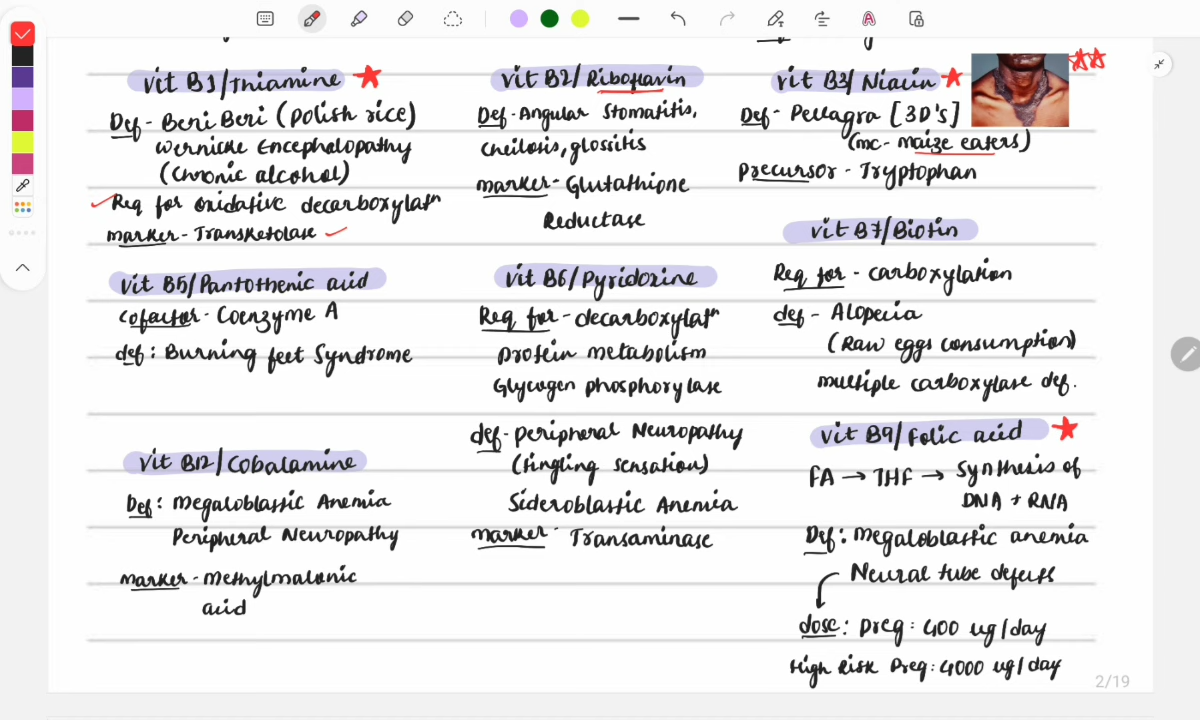 vit B1/Thiamine
Def - BeriBeri (polish rice)
Wernicke Encephalopathy
(Chronic alcohol)
Req for oxidative decarboxylatn
marker - Transketolase
vit B2/Riboflavin
Def - Angular Stomatitis,
cheilosis, glossitis
marker - Glutathione
Reductase
vit B3/Niacin
Def - Pellagra [3D's]
(mc - maize eaters)
Precursor - Tryptophan
vit B5/Pantothenic acid
cofactor - Coenzyme A
def : Burning feet Syndrome
vit B6/Pyridoxine
Req for - decarboxylatn
protein metabolism
Glycogen phosphorylase
def - peripheral Neuropathy
(tingling sensation)
Sideroblastic Anemia
marker - Transaminase
vit B7/Biotin
Req for - carboxylation
def - Alopecia
(Raw eggs consumption)
multiple carboxylase def.
vit B12/Cobalamine
Def : Megaloblastic Anemia
Peripheral Neuropathy
marker - Methylmalonic
acid
vit B9/Folic acid
FA → THF → Synthesis of
DNA + RNA
Def : megaloblastic anemia
Neural tube defects
dose : Preg : 400 ug/day
High Risk Preg : 4000 ug/day
2/19